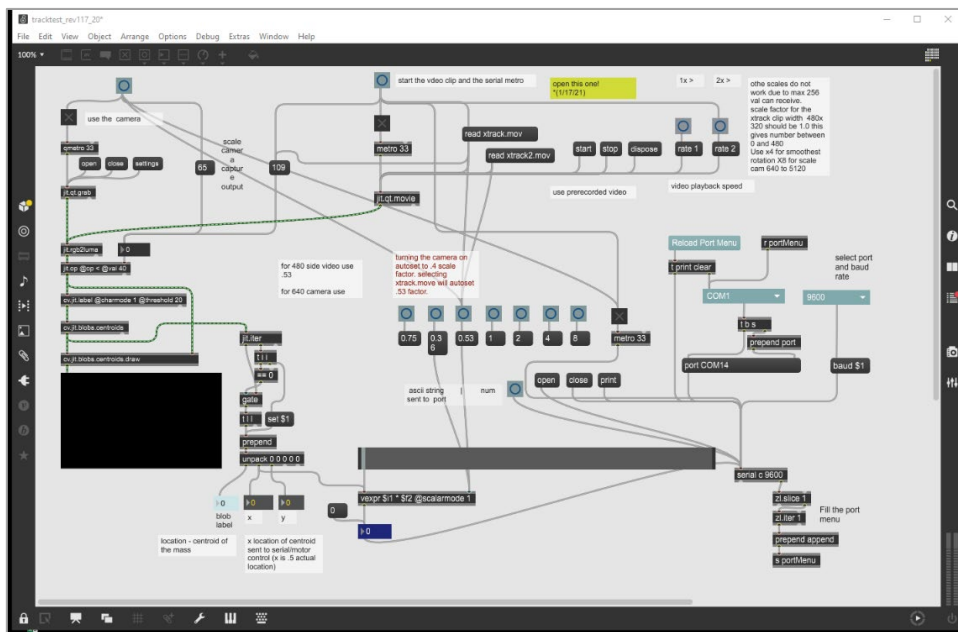 tracktest_rev117_20*
File Edit View Object Arrange Options Debug Extras Window Help
100%
start the vdeo clip and the serial metro
open this one!
*(1/17/21)
1x >
2x >
othe scales do
not work due to max 256
val can receive.
scale factor for the
xtrack clip width 480x
320 should be 1.0 this
gives number between
0 and 480
Use x4 for smoothest
rotation X8 for scale
cam 640 to 5120
use the camera
qmetro 33
open
close
settings
jit.qt.grab
scale
camer
a
captur
e
output
65
109
metro 33
read xtrack.mov
read xtrack2.mov
start
stop
dispose
rate 1
rate 2
use prerecorded video
video playback speed
jit.qt.movie
jit.rgb2luma
0
jit.op @op < @val 40
cv.jit.label @charmode 1 @threshold 20
cv.jit.blobs.centroids
cv.jit.blobs.centroids.draw
for 480 side video use
.53
for 640 camera use
turning the camera on
autoset to .4 scale
factor. selecting
xtrack.mov will autoset
.53 factor.
Reload Port Menu
r portMenu
select port
and baud
rate
t print clear
COM1
9600
t b s
prepend port
port COM14
baud $1
0.75
0.3
6
0.53
1
2
4
8
metro 33
jit.iter
t l l
== 0
gate
t l l
set $1
prepend
unpack 0 0 0 0 0
ascii string | num
sent to port
open
close
print
serial c 9600
zl.slice 1
zl.iter 1
Fill the port
menu
prepend append
s portMenu
vexpr $i1 * $f2 @scalarmode 1
0
0
0
0
0
blob
label
x
y
location - centroid of
the mass
x location of centroid
sent to serial/motor
control (x is .5 actual
location)